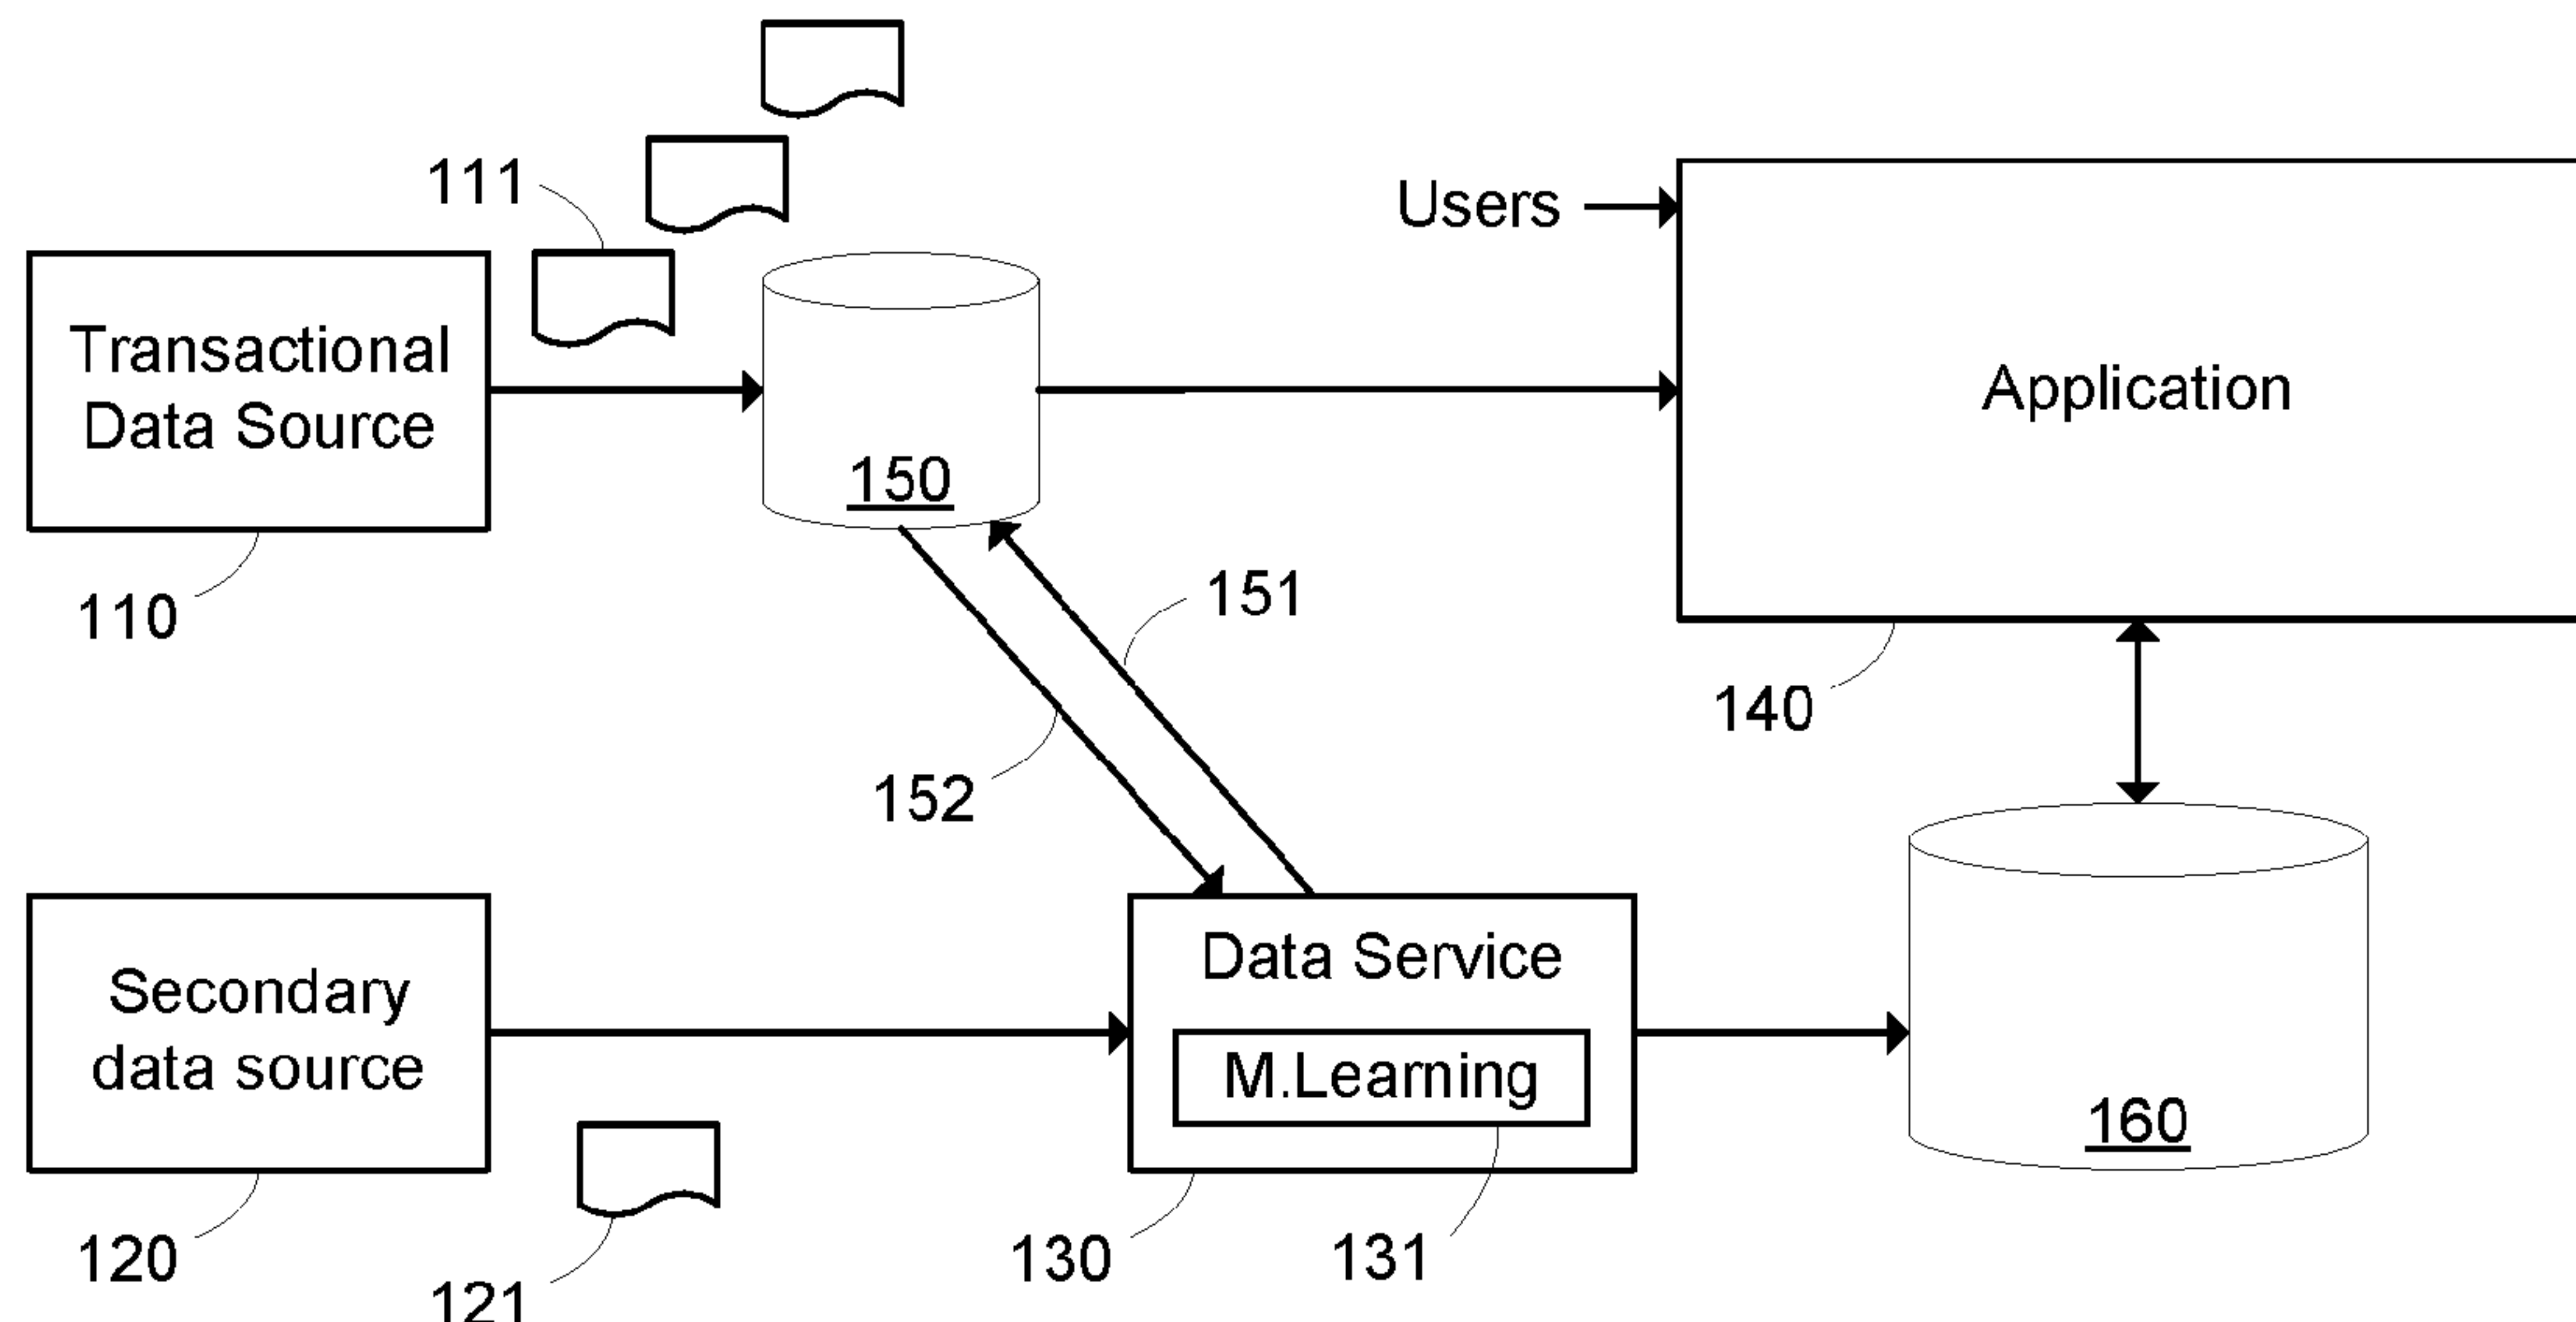 111
Users
Transactional
Data Source
Application
150
110
151
140
152
Data Service
Secondary
data source
M.Learning
160
120
130
131
121